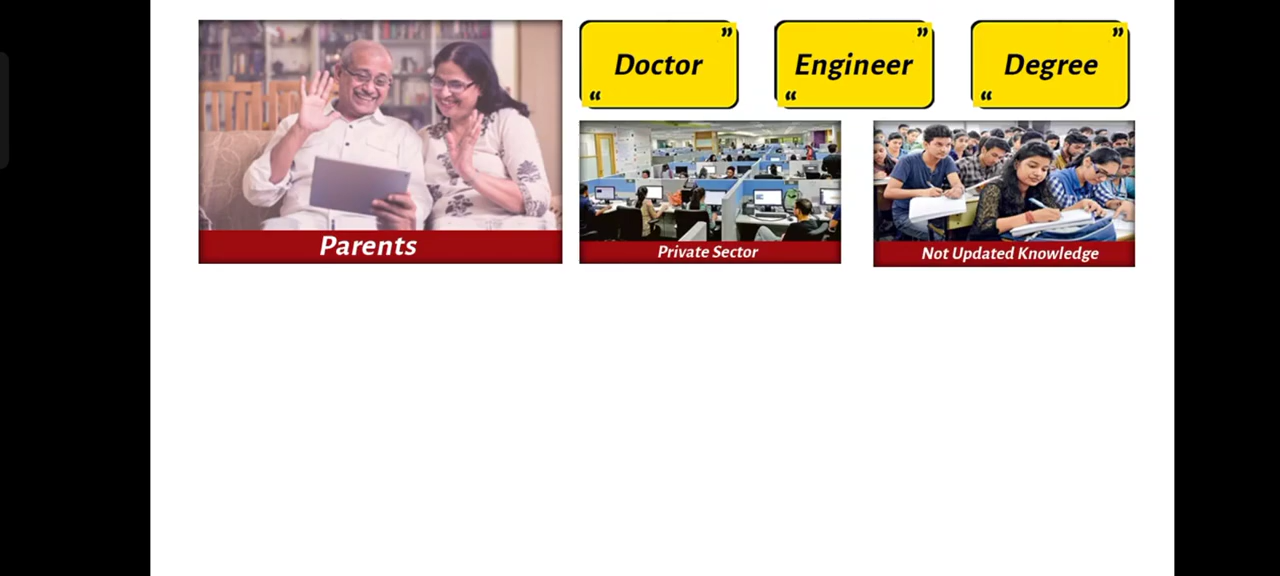 Doctor
Engineer
Degree
Parents
Private Sector
Not Updated Knowledge